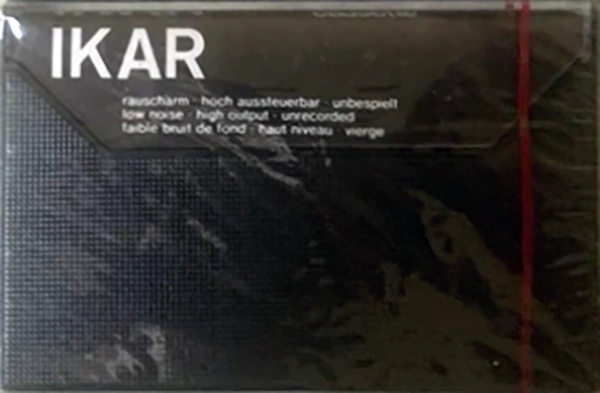 IKAR
rauscharm · hoch aussteuerbar · unbespielt
low noise · high output · unrecorded
faible bruit de fond · haut niveau · vierge